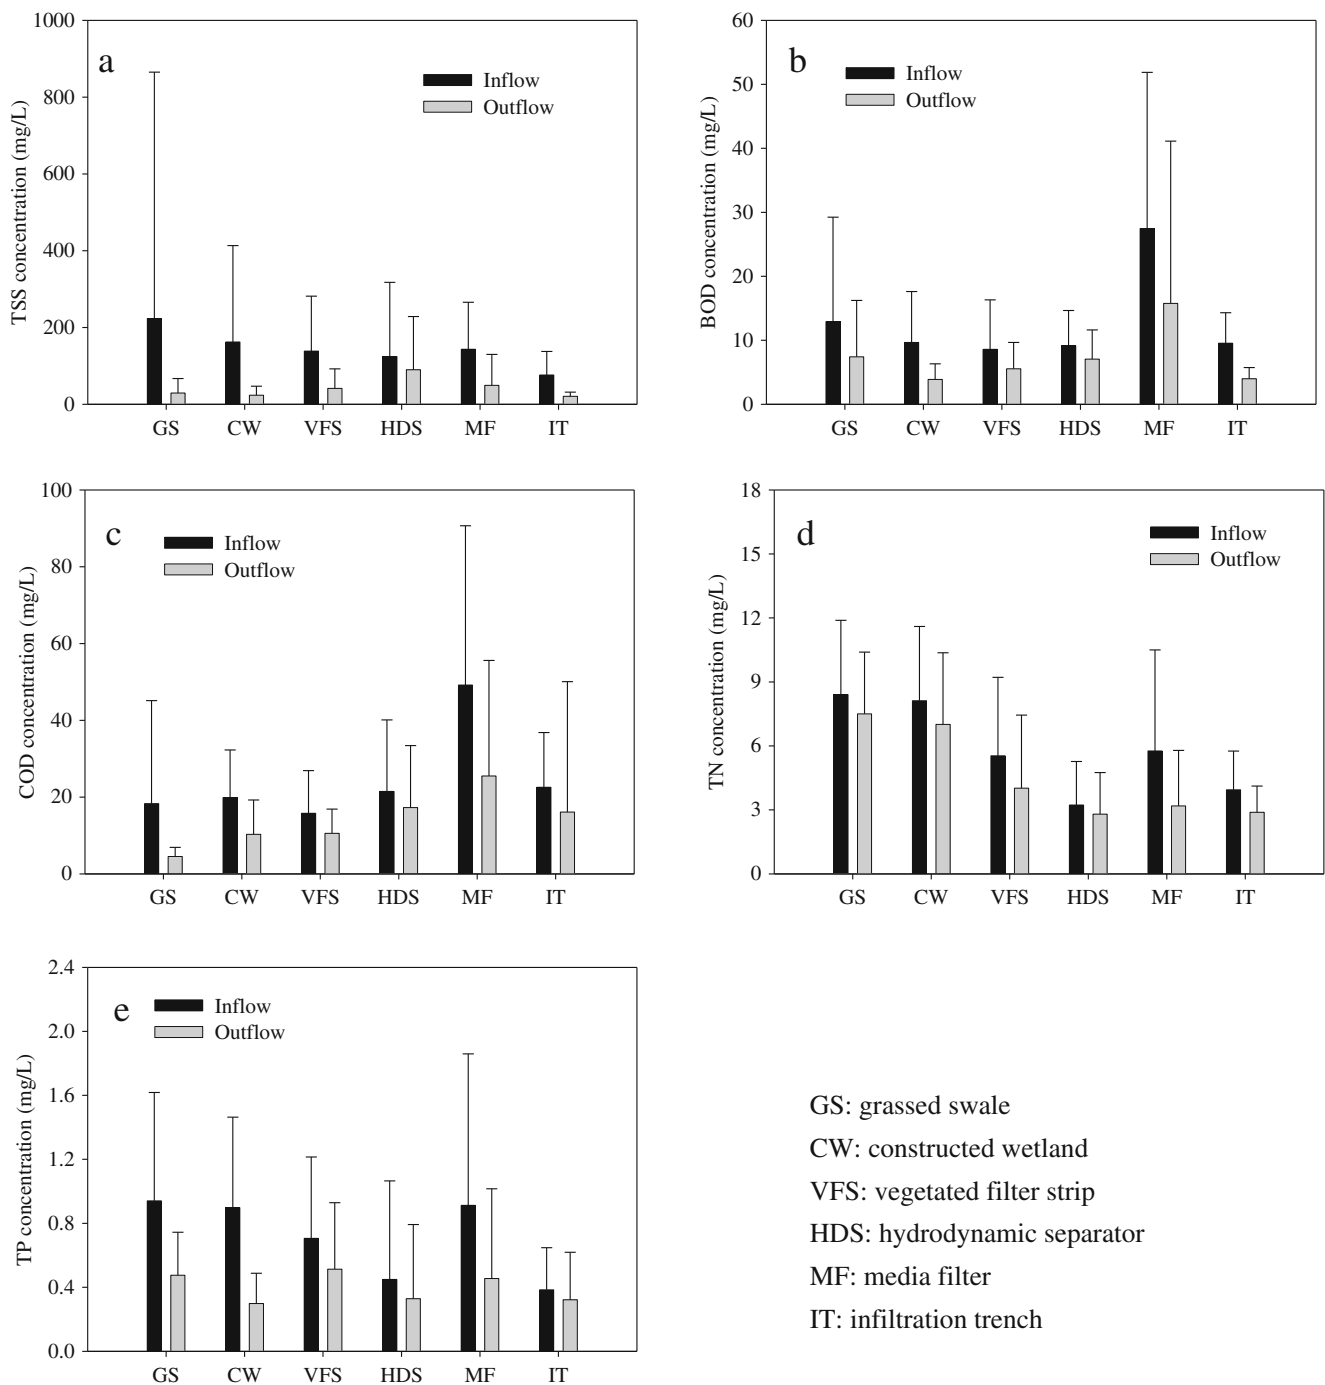 a
Inflow
Outflow
TSS concentration (mg/L)
1000
800
600
400
200
0
GS CW VFS HDS MF IT
b
Inflow
Outflow
BOD concentration (mg/L)
60
50
40
30
20
10
0
GS CW VFS HDS MF IT
c
Inflow
Outflow
COD concentration (mg/L)
100
80
60
40
20
0
GS CW VFS HDS MF IT
d
Inflow
Outflow
TN concentration (mg/L)
18
15
12
9
6
3
0
GS CW VFS HDS MF IT
e
Inflow
Outflow
TP concentration (mg/L)
2.4
2.0
1.6
1.2
0.8
0.4
0.0
GS CW VFS HDS MF IT
GS: grassed swale
CW: constructed wetland
VFS: vegetated filter strip
HDS: hydrodynamic separator
MF: media filter
IT: infiltration trench